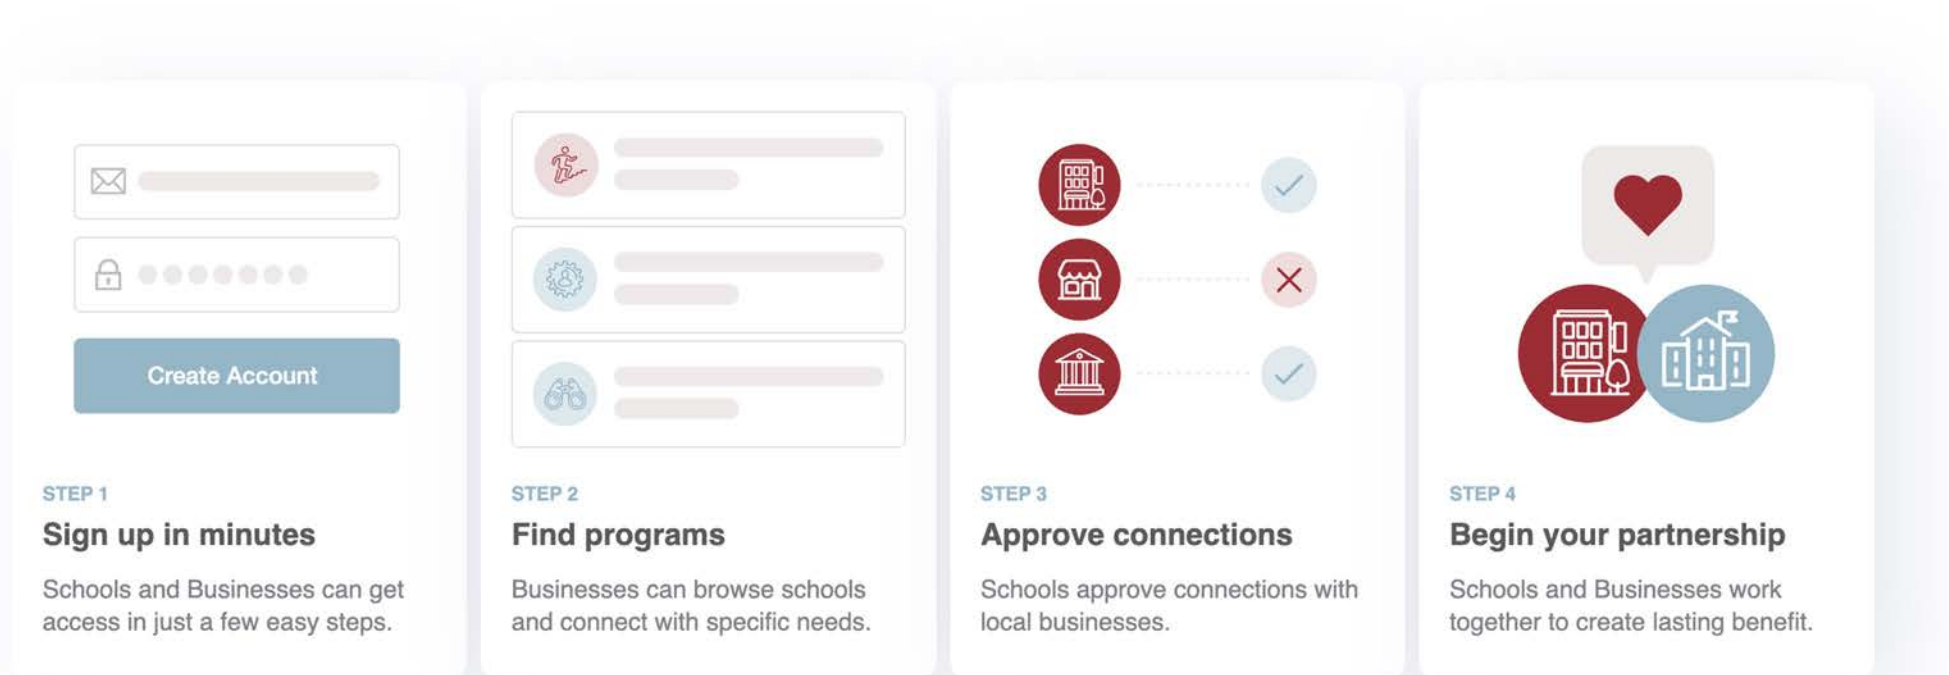 Create Account
STEP 1
Sign up in minutes
Schools and Businesses can get
access in just a few easy steps.
STEP 2
Find programs
Businesses can browse schools
and connect with specific needs.
STEP 3
Approve connections
Schools approve connections with
local businesses.
STEP 4
Begin your partnership
Schools and Businesses work
together to create lasting benefit.